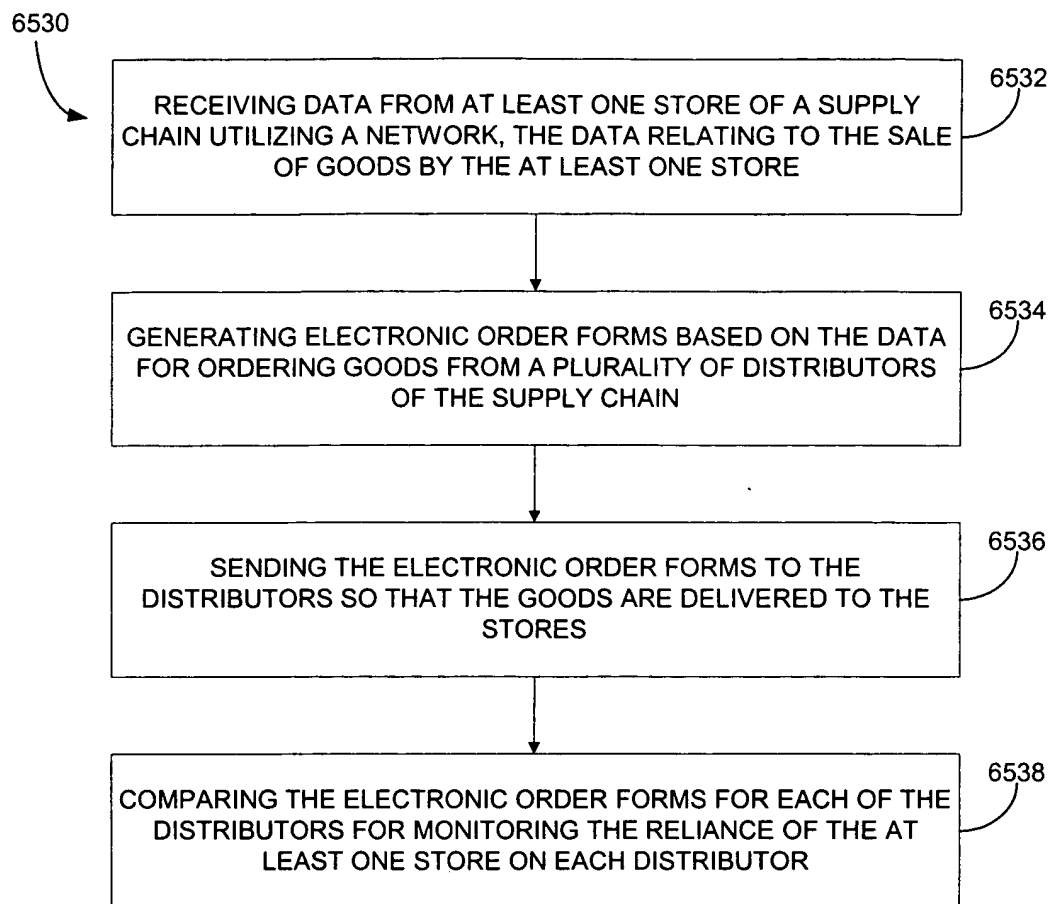 6530
6532
RECEIVING DATA FROM AT LEAST ONE STORE OF A SUPPLY
CHAIN UTILIZING A NETWORK, THE DATA RELATING TO THE SALE
OF GOODS BY THE AT LEAST ONE STORE
6534
GENERATING ELECTRONIC ORDER FORMS BASED ON THE DATA
FOR ORDERING GOODS FROM A PLURALITY OF DISTRIBUTORS
OF THE SUPPLY CHAIN
6536
SENDING THE ELECTRONIC ORDER FORMS TO THE
DISTRIBUTORS SO THAT THE GOODS ARE DELIVERED TO THE
STORES
6538
COMPARING THE ELECTRONIC ORDER FORMS FOR EACH OF THE
DISTRIBUTORS FOR MONITORING THE RELIANCE OF THE AT
LEAST ONE STORE ON EACH DISTRIBUTOR